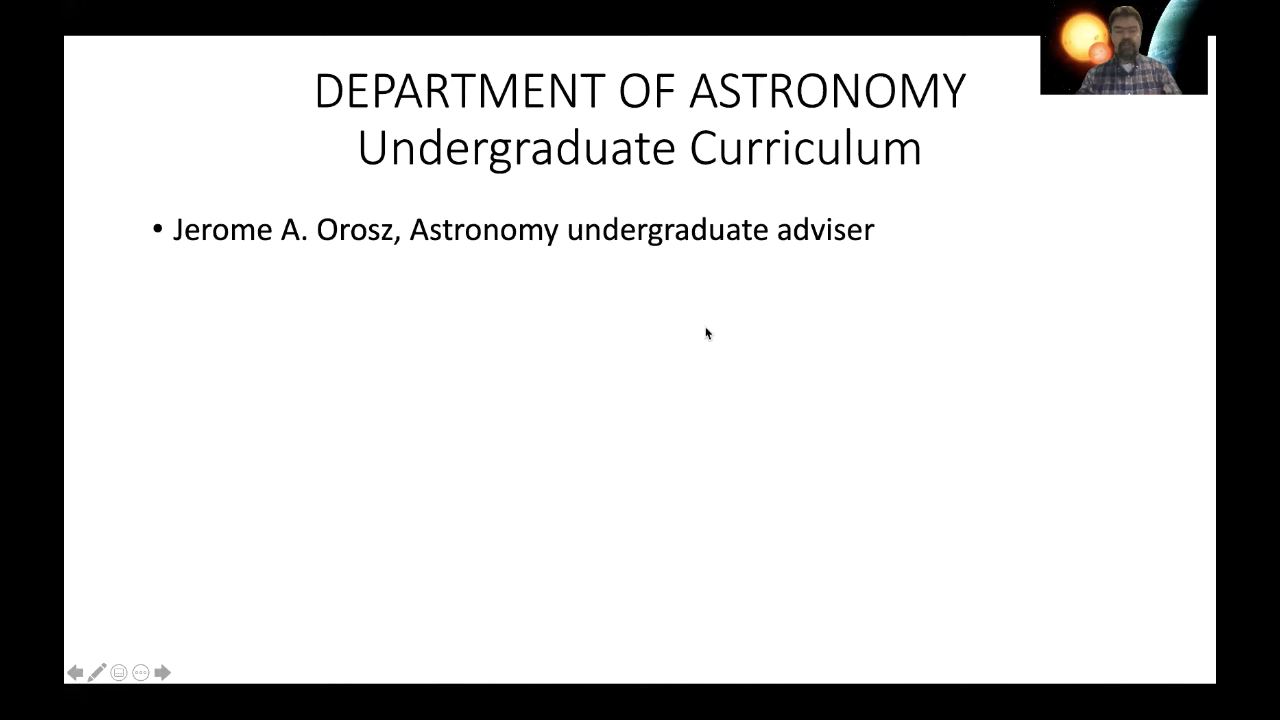 DEPARTMENT OF ASTRONOMY
Undergraduate Curriculum
• Jerome A. Orosz, Astronomy undergraduate adviser